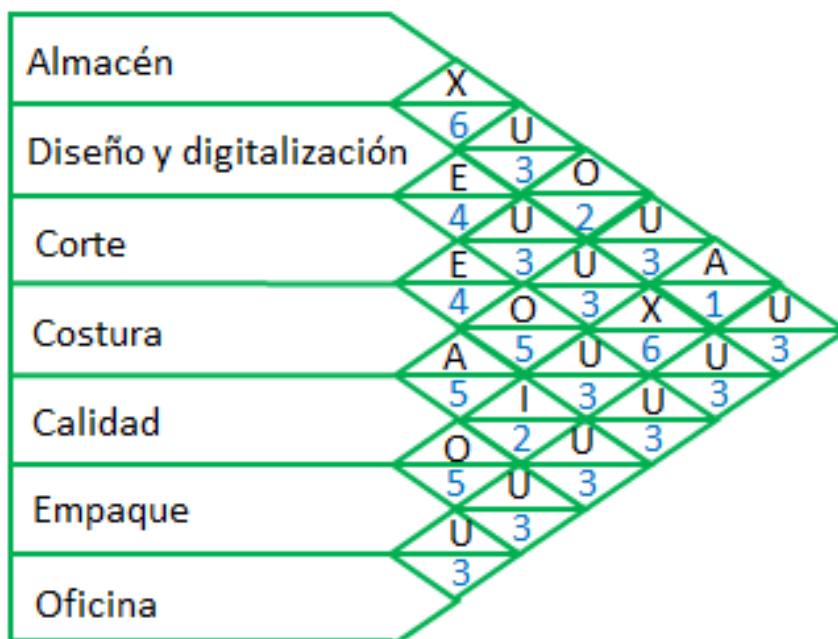 Almacén
X
6 U
Diseño y digitalización
E 3 O
4 U 2 U
Corte
E 3 U 3 A
4 O 3 X 1 U
Costura
A 5 U 6 U 3
5 I 3 U 3
Calidad
O 2 U 3
5 U 3
Empaque
U 3
3
Oficina